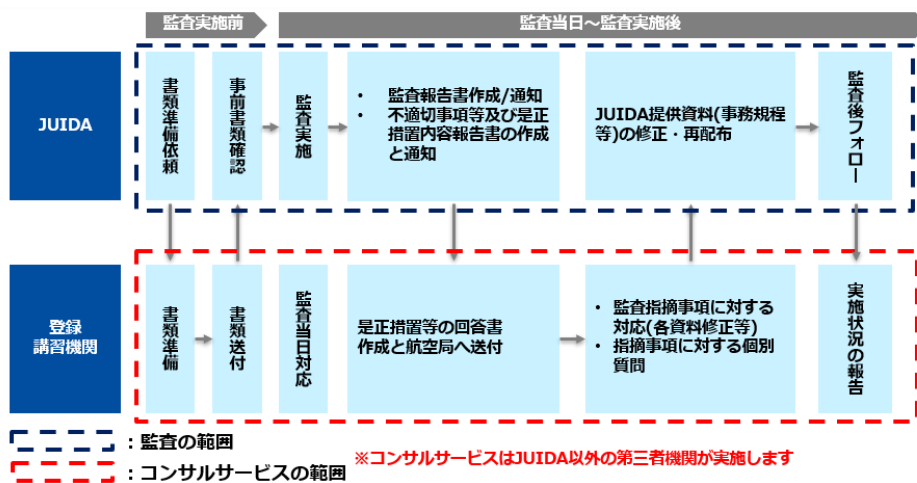 監査実施前
監査当日～監査実施後
JUIDA
書類準備依頼
事前書類確認
監査実施
• 監査報告書作成/通知
• 不適切事項等及び是正
措置内容報告書の作成
と通知
JUIDA提供資料(事務規程
等)の修正・再配布
監査後フォロー
登録
講習機関
書類準備
書類送付
監査当日対応
是正措置等の回答書
作成と航空局へ送付
• 監査指摘事項に対する
対応(各資料修正等)
• 指摘事項に対する個別
質問
実施状況の報告
：監査の範囲
：コンサルサービスの範囲
※コンサルサービスはJUIDA以外の第三者機関が実施します